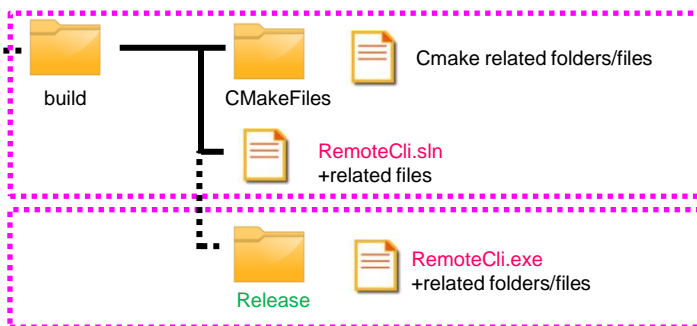 Cmake related folders/files
build
CMakeFiles
RemoteCli.sln
+related files
RemoteCli.exe
+related folders/files
Release